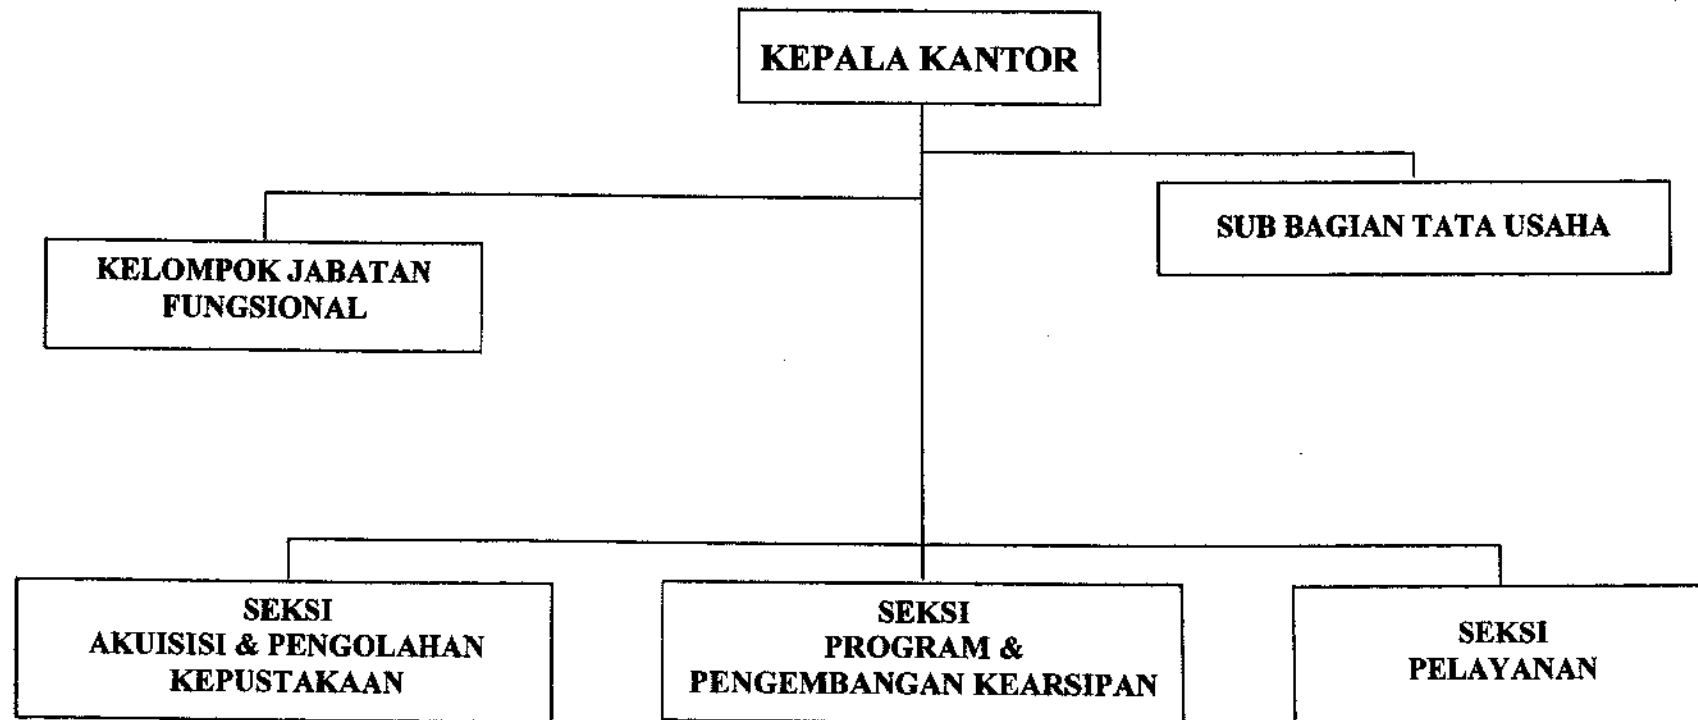 KEPALA KANTOR
SUB BAGIAN TATA USAHA
KELOMPOK JABATAN
FUNGSIONAL
SEKSI
AKUISISI & PENGOLAHAN
KEPUSTAKAAN
SEKSI
PROGRAM &
PENGEMBANGAN KEARSIPAN
SEKSI
PELAYANAN